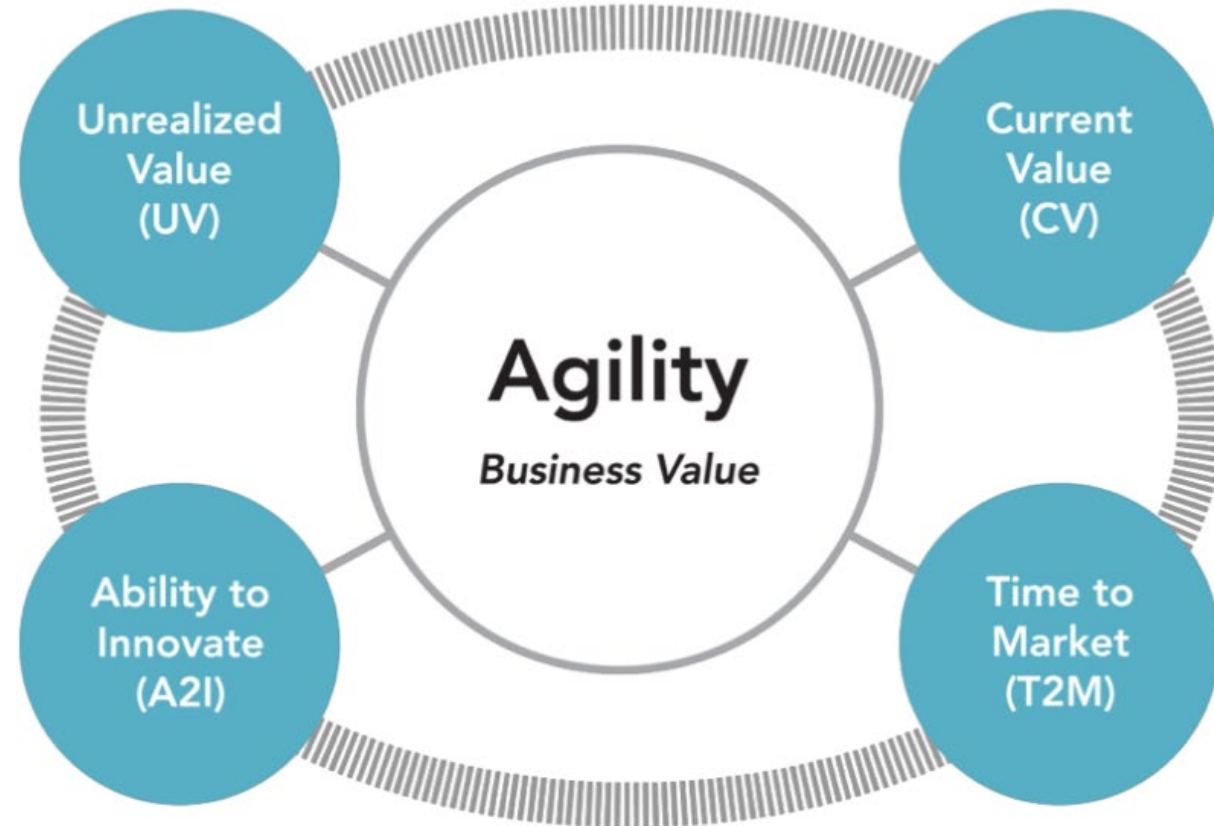 Unrealized
Value
(UV)
Current
Value
(CV)
Agility
Business Value
Ability to
Innovate
(A2I)
Time to
Market
(T2M)